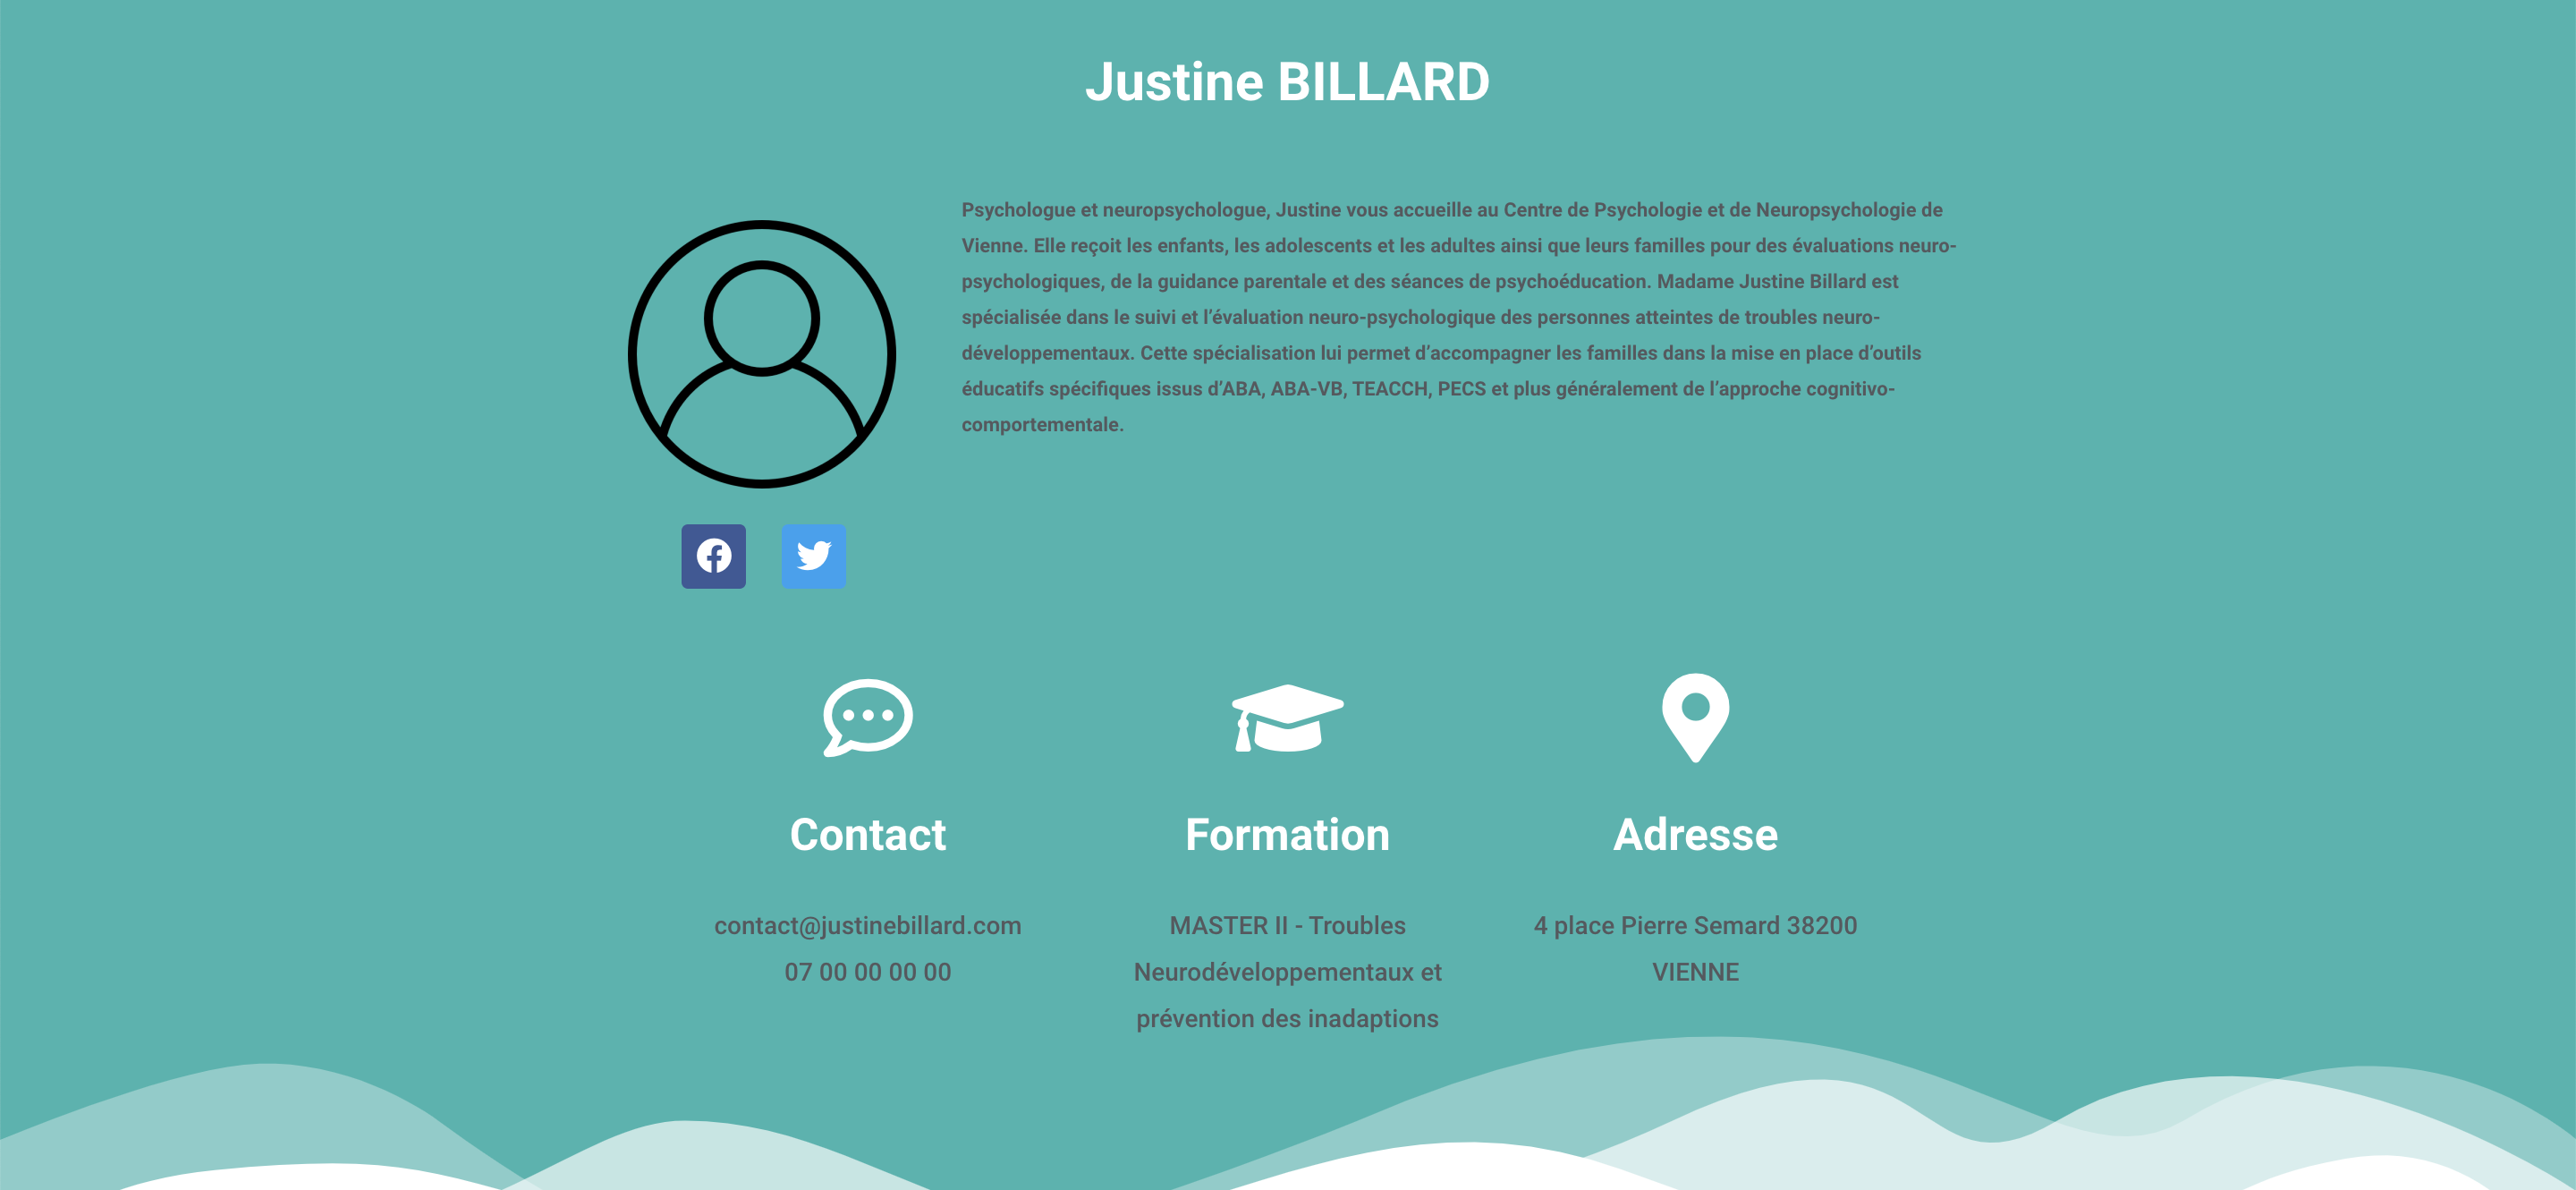 Justine BILLARD
Psychologue et neuropsychologue, Justine vous accueille au Centre de Psychologie et de Neuropsychologie de
Vienne. Elle reçoit les enfants, les adolescents et les adultes ainsi que leurs familles pour des évaluations neuro-
psychologiques, de la guidance parentale et des séances de psychoéducation. Madame Justine Billard est
spécialisée dans le suivi et l’évaluation neuro-psychologique des personnes atteintes de troubles neuro-
développementaux. Cette spécialisation lui permet d’accompagner les familles dans la mise en place d’outils
éducatifs spécifiques issus d’ABA, ABA-VB, TEACCH, PECS et plus généralement de l’approche cognitivo-
comportementale.
Contact
contact@justinebillard.com
07 00 00 00 00
Formation
MASTER II - Troubles
Neurodéveloppementaux et
prévention des inadaptions
Adresse
4 place Pierre Semard 38200
VIENNE